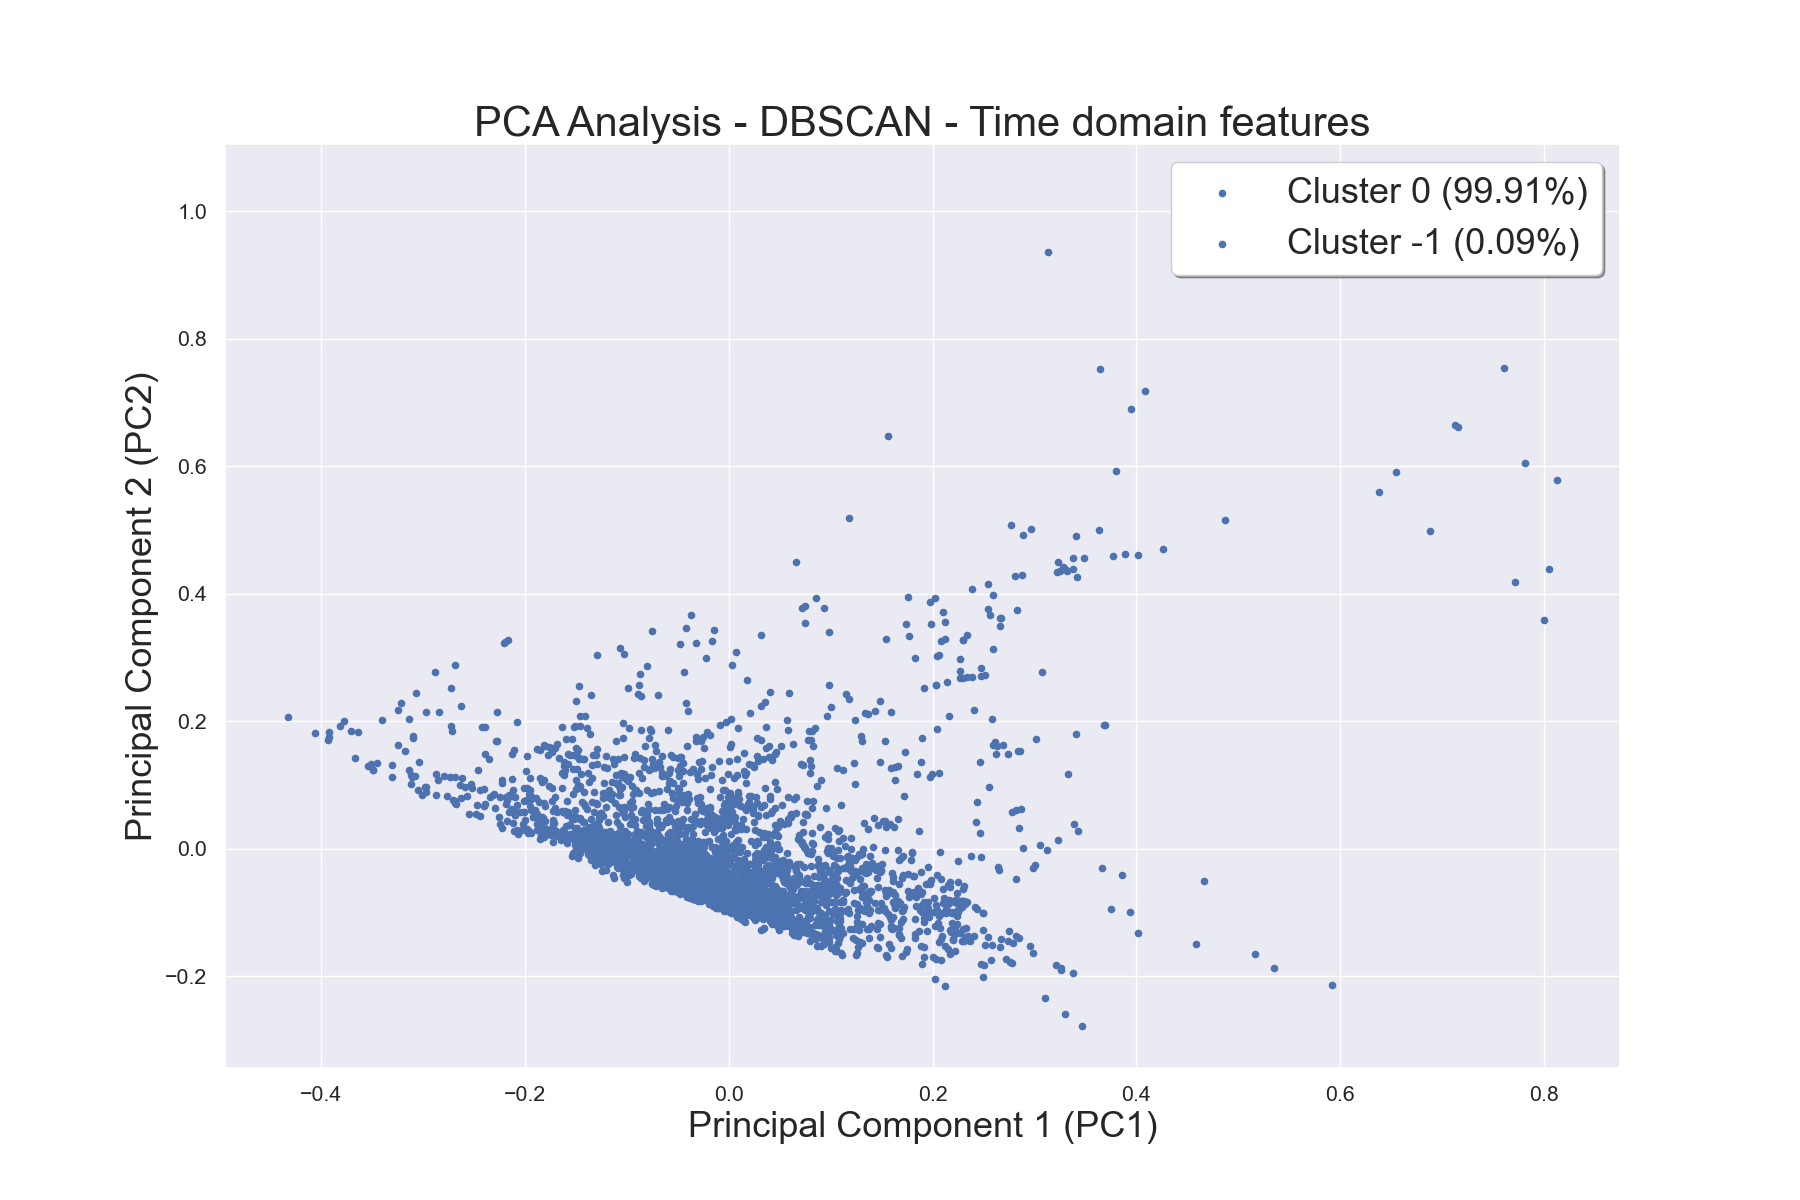 PCA Analysis - DBSCAN - Time domain features
Cluster 0 (99.91%)
Cluster -1 (0.09%)
Principal Component 2 (PC2)
1.0
0.8
0.6
0.4
0.2
0.0
−0.2
−0.4
−0.2
0.0
0.2
0.4
0.6
0.8
Principal Component 1 (PC1)